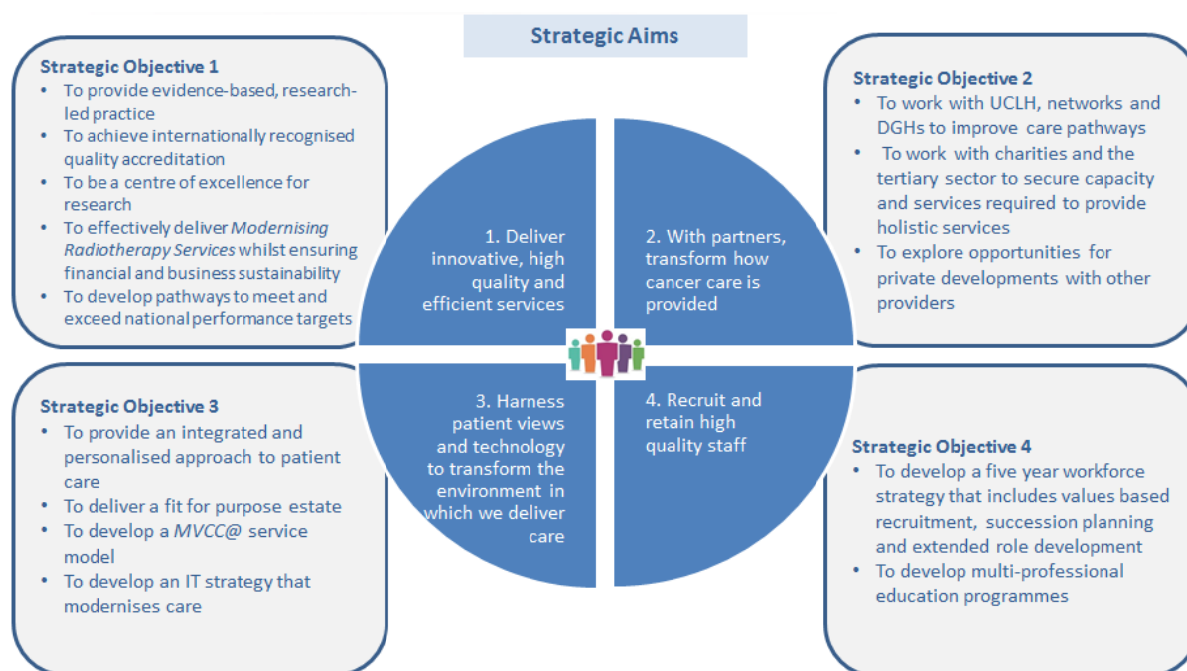 Strategic Aims
Strategic Objective 1
• To provide evidence-based, research-
led practice
• To achieve internationally recognised
quality accreditation
• To be a centre of excellence for
research
• To effectively deliver Modernising
Radiotherapy Services whilst ensuring
financial and business sustainability
• To develop pathways to meet and
exceed national performance targets
Strategic Objective 2
• To work with UCLH, networks and
DGHs to improve care pathways
• To work with charities and the
tertiary sector to secure capacity
and services required to provide
holistic services
• To explore opportunities for
private developments with other
providers
1. Deliver
innovative, high
quality and
efficient services
2. With partners,
transform how
cancer care is
provided
3. Harness
patient views
and technology
to transform the
environment in
which we deliver
care
4. Recruit and
retain high
quality staff
Strategic Objective 3
• To provide an integrated and
personalised approach to patient
care
• To deliver a fit for purpose estate
• To develop a MVCC@ service
model
• To develop an IT strategy that
modernises care
Strategic Objective 4
• To develop a five year workforce
strategy that includes values based
recruitment, succession planning
and extended role development
• To develop multi-professional
education programmes